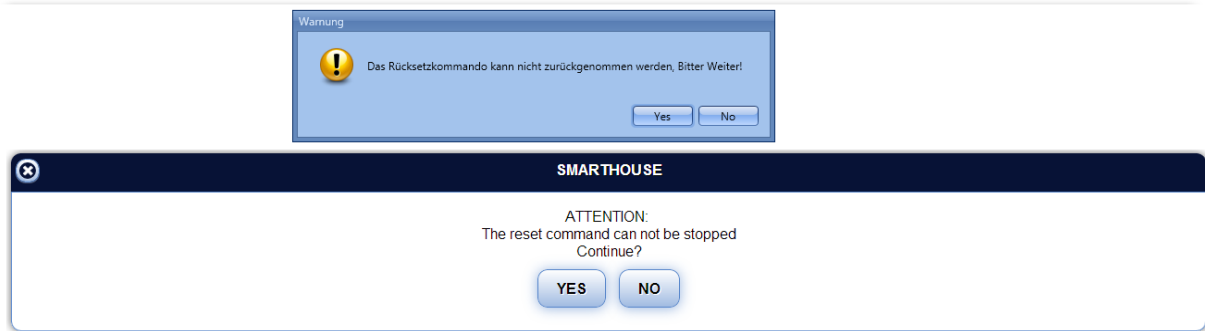 Warnung
Das Rücksetzkommando kann nicht zurückgenommen werden, Bitter Weiter!
Yes No
SMARTHOUSE
ATTENTION:
The reset command can not be stopped
Continue?
YES NO